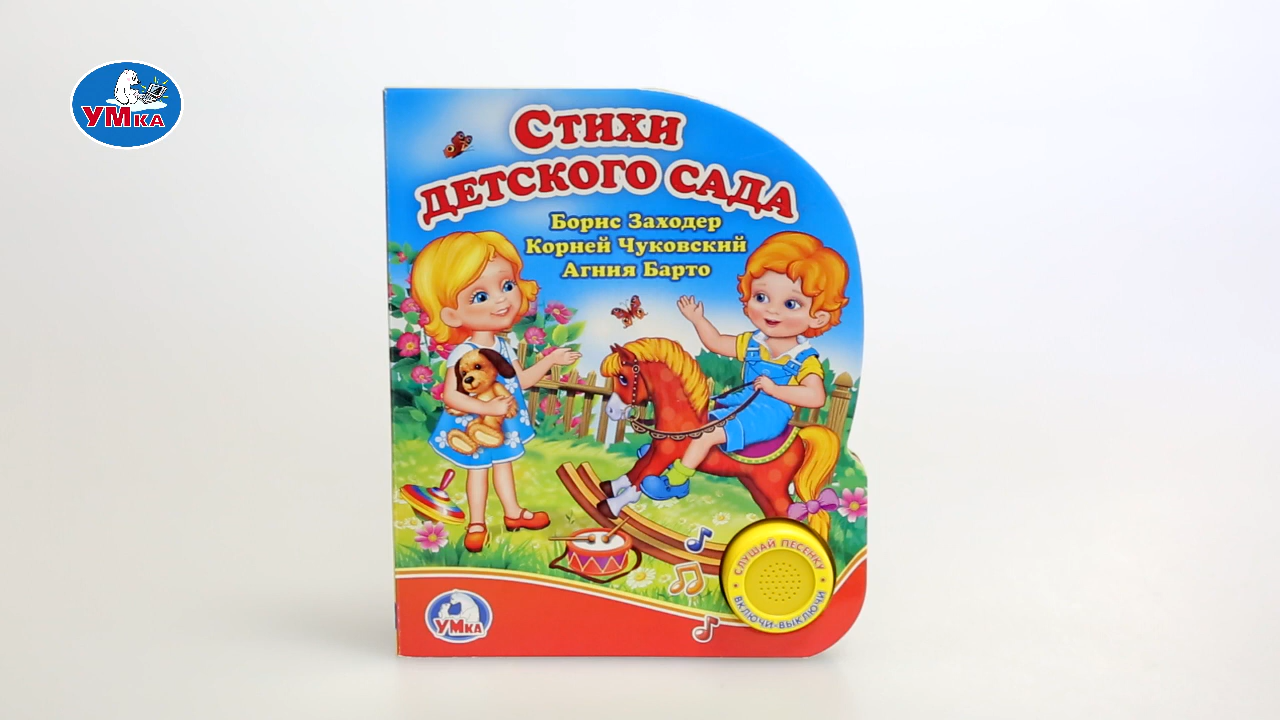 УМКА
СТИХИ
ДЕТСКОГО САДА
Борис Заходер
Корней Чуковский
Агния Барто
СЛУШАЙ ПЕСЕНКУ
ВКЛЮЧИ-ВЫКЛЮЧИ
УМКА